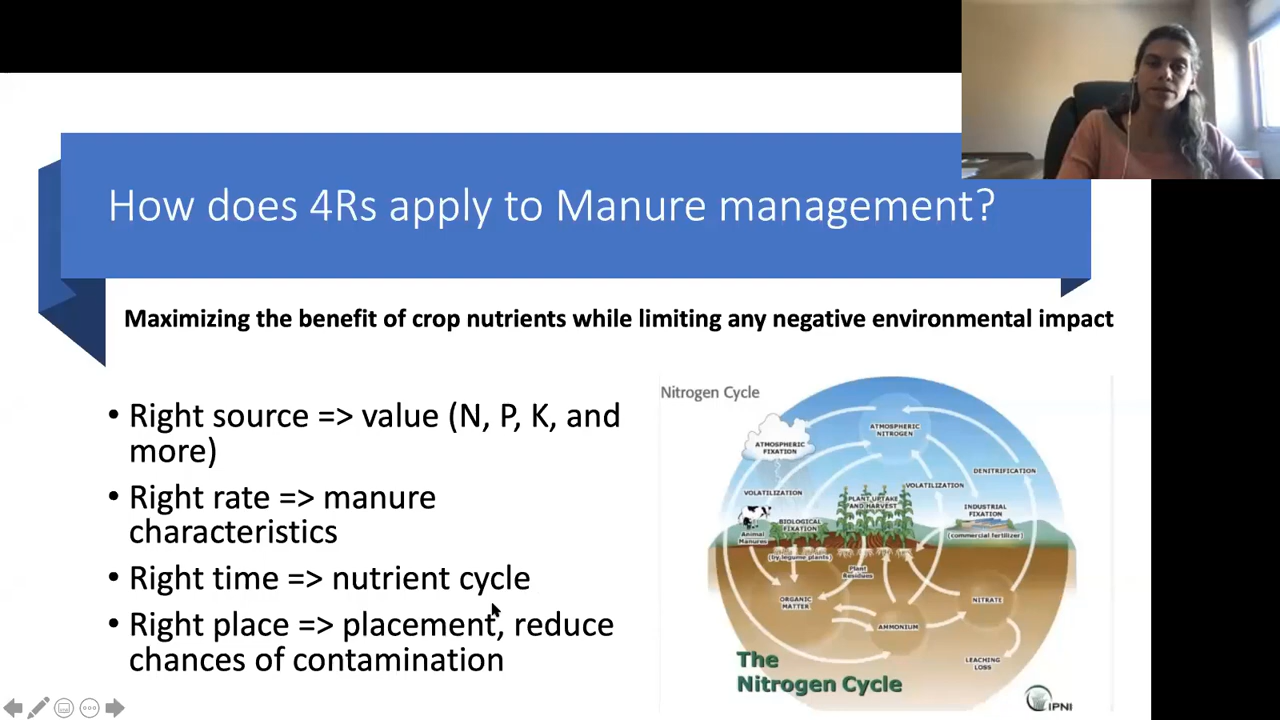 How does 4Rs apply to Manure management?
Maximizing the benefit of crop nutrients while limiting any negative environmental impact
• Right source => value (N, P, K, and
more)
• Right rate => manure
characteristics
• Right time => nutrient cycle
• Right place => placement, reduce
chances of contamination
Nitrogen Cycle
ATMOSPHERIC
NITROGEN
ATMOSPHERIC
FIXATION
DENITRIFICATION
VOLATILIZATION
VOLATILIZATION
PLANT UPTAKE
AND HARVEST
INDUSTRIAL
FIXATION
(commercial fertilizer)
BIOLOGICAL
FIXATION
(by legume plants)
Animal
Manures
Plant
Residues
ORGANIC
MATTER
NITRATE
AMMONIUM
LEACHING
LOSS
The
Nitrogen Cycle
IPNI